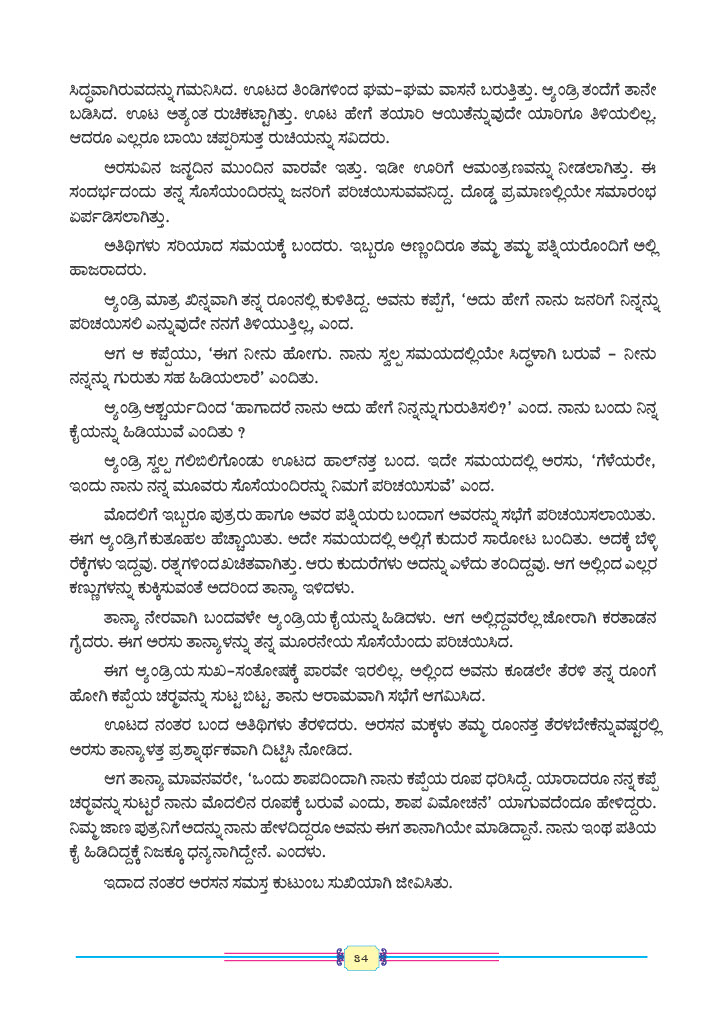 ಸಿದ್ಧವಾಗಿರುವದನ್ನು ಗಮನಿಸಿದ. ಊಟದ ತಿಂಡಿಗಳಿಂದ ಘಮ–ಘಮ ವಾಸನೆ ಬರುತ್ತಿತ್ತು. ಆ್ಯಂಡ್ರಿ ತಂದೆಗೆ ತಾನೇ
ಬಡಿಸಿದ. ಊಟ ಅತ್ಯಂತ ರುಚಿಕಟ್ಟಾಗಿತ್ತು. ಊಟ ಹೇಗೆ ತಯಾರಿ ಆಯಿತೆನ್ನುವುದೇ ಯಾರಿಗೂ ತಿಳಿಯಲಿಲ್ಲ.
ಆದರೂ ಎಲ್ಲರೂ ಬಾಯಿ ಚಪ್ಪರಿಸುತ್ತ ರುಚಿಯನ್ನು ಸವಿದರು.
ಅರಸುವಿನ ಜನ್ಮದಿನ ಮುಂದಿನ ವಾರವೇ ಇತ್ತು. ಇಡೀ ಊರಿಗೆ ಆಮಂತ್ರಣವನ್ನು ನೀಡಲಾಗಿತ್ತು. ಈ
ಸಂದರ್ಭದಂದು ತನ್ನ ಸೊಸೆಯಂದಿರನ್ನು ಜನರಿಗೆ ಪರಿಚಯಿಸುವವನಿದ್ದ. ದೊಡ್ಡ ಪ್ರಮಾಣಲ್ಲಿಯೇ ಸಮಾರಂಭ
ಏರ್ಪಡಿಸಲಾಗಿತ್ತು.
ಅತಿಥಿಗಳು ಸರಿಯಾದ ಸಮಯಕ್ಕೆ ಬಂದರು. ಇಬ್ಬರೂ ಅಣ್ಣಂದಿರೂ ತಮ್ಮ ತಮ್ಮ ಪತ್ನಿಯರೊಂದಿಗೆ ಅಲ್ಲಿ
ಹಾಜರಾದರು.
ಆ್ಯಂಡ್ರಿ ಮಾತ್ರ ಖಿನ್ನವಾಗಿ ತನ್ನ ರೂಂನಲ್ಲಿ ಕುಳಿತಿದ್ದ. ಅವನು ಕಪ್ಪೆಗೆ, ‘ಅದು ಹೇಗೆ ನಾನು ಜನರಿಗೆ ನಿನ್ನನ್ನು
ಪರಿಚಯಿಸಲಿ ಎನ್ನುವುದೇ ನನಗೆ ತಿಳಿಯುತ್ತಿಲ್ಲ, ಎಂದ.
ಆಗ ಆ ಕಪ್ಪೆಯು, ‘ಈಗ ನೀನು ಹೋಗು. ನಾನು ಸ್ವಲ್ಪ ಸಮಯದಲ್ಲಿಯೇ ಸಿದ್ಧಳಾಗಿ ಬರುವೆ – ನೀನು
ನನ್ನನ್ನು ಗುರುತು ಸಹ ಹಿಡಿಯಲಾರೆ’ ಎಂದಿತು.
ಆ್ಯಂಡ್ರಿ ಆಶ್ಚರ್ಯದಿಂದ ‘ಹಾಗಾದರೆ ನಾನು ಅದು ಹೇಗೆ ನಿನ್ನನ್ನು ಗುರುತಿಸಲಿ?’ ಎಂದ. ನಾನು ಬಂದು ನಿನ್ನ
ಕೈಯನ್ನು ಹಿಡಿಯುವೆ ಎಂದಿತು ?
ಆ್ಯಂಡ್ರಿ ಸ್ವಲ್ಪ ಗಲಿಬಿಲಿಗೊಂಡು ಊಟದ ಹಾಲ್‌ನತ್ತ ಬಂದ. ಇದೇ ಸಮಯದಲ್ಲಿ ಅರಸು, ‘ಗೆಳೆಯರೇ,
ಇಂದು ನಾನು ನನ್ನ ಮೂವರು ಸೊಸೆಯಂದಿರನ್ನು ನಿಮಗೆ ಪರಿಚಯಿಸುವೆ’ ಎಂದ.
ಮೊದಲಿಗೆ ಇಬ್ಬರೂ ಪುತ್ರರು ಹಾಗೂ ಅವರ ಪತ್ನಿಯರು ಬಂದಾಗ ಅವರನ್ನು ಸಭೆಗೆ ಪರಿಚಯಿಸಲಾಯಿತು.
ಈಗ ಆ್ಯಂಡ್ರಿಗೆ ಕುತೂಹಲ ಹೆಚ್ಚಾಯಿತು. ಅದೇ ಸಮಯದಲ್ಲಿ ಅಲ್ಲಿಗೆ ಕುದುರೆ ಸಾರೋಟ ಬಂದಿತು. ಅದಕ್ಕೆ ಬೆಳ್ಳಿ
ರೆಕ್ಕೆಗಳು ಇದ್ದವು. ರತ್ನಗಳಿಂದ ಖಚಿತವಾಗಿತ್ತು. ಆರು ಕುದುರೆಗಳು ಅದನ್ನು ಎಳೆದು ತಂದಿದ್ದವು. ಆಗ ಅಲ್ಲಿಂದ ಎಲ್ಲರ
ಕಣ್ಣುಗಳನ್ನು ಕುಕ್ಕಿಸುವಂತೆ ಅದರಿಂದ ತಾನ್ಯಾ ಇಳಿದಳು.
ತಾನ್ಯಾ ನೇರವಾಗಿ ಬಂದವಳೇ ಆ್ಯಂಡ್ರಿಯ ಕೈಯನ್ನು ಹಿಡಿದಳು. ಆಗ ಅಲ್ಲಿದ್ದವರೆಲ್ಲ ಜೋರಾಗಿ ಕರತಾಡನ
ಗೈದರು. ಈಗ ಅರಸು ತಾನ್ಯಾಳನ್ನು ತನ್ನ ಮೂರನೇಯ ಸೊಸೆಯೆಂದು ಪರಿಚಯಿಸಿದ.
ಈಗ ಆ್ಯಂಡ್ರಿಯ ಸುಖ–ಸಂತೋಷಕ್ಕೆ ಪಾರವೇ ಇರಲಿಲ್ಲ. ಅಲ್ಲಿಂದ ಅವನು ಕೂಡಲೇ ತೆರಳಿ ತನ್ನ ರೂಂಗೆ
ಹೋಗಿ ಕಪ್ಪೆಯ ಚರ್‍ಮವನ್ನು ಸುಟ್ಟ ಬಿಟ್ಟ. ತಾನು ಆರಾಮವಾಗಿ ಸಭೆಗೆ ಆಗಮಿಸಿದ.
ಊಟದ ನಂತರ ಬಂದ ಅತಿಥಿಗಳು ತೆರಳಿದರು. ಅರಸನ ಮಕ್ಕಳು ತಮ್ಮ ರೂಂನತ್ತ ತೆರಳಬೇಕೆನ್ನುವಷ್ಟರಲ್ಲಿ
ಅರಸು ತಾನ್ಯಾಳತ್ತ ಪ್ರಶ್ನಾರ್ಥಕವಾಗಿ ದಿಟ್ಟಿಸಿ ನೋಡಿದ.
ಆಗ ತಾನ್ಯಾ ಮಾವನವರೇ, ‘ಒಂದು ಶಾಪದಿಂದಾಗಿ ನಾನು ಕಪ್ಪೆಯ ರೂಪ ಧರಿಸಿದ್ದೆ. ಯಾರಾದರೂ ನನ್ನ ಕಪ್ಪೆ
ಚರ್‍ಮವನ್ನು ಸುಟ್ಟರೆ ನಾನು ಮೊದಲಿನ ರೂಪಕ್ಕೆ ಬರುವೆ ಎಂದು, ಶಾಪ ವಿಮೋಚನೆ’ ಯಾಗುವದೆಂದೂ ಹೇಳಿದ್ದರು.
ನಿಮ್ಮ ಜಾಣ ಪುತ್ರನಿಗೆ ಅದನ್ನು ನಾನು ಹೇಳದಿದ್ದರೂ ಅವನು ಈಗ ತಾನಾಗಿಯೇ ಮಾಡಿದ್ದಾನೆ. ನಾನು ಇಂಥ ಪತಿಯ
ಕೈ ಹಿಡಿದಿದ್ದಕ್ಕೆ ನಿಜಕ್ಕೂ ಧನ್ಯನಾಗಿದ್ದೇನೆ. ಎಂದಳು.
ಇದಾದ ನಂತರ ಅರಸನ ಸಮಸ್ತ ಕುಟುಂಬ ಸುಖಿಯಾಗಿ ಜೀವಿಸಿತು.
34